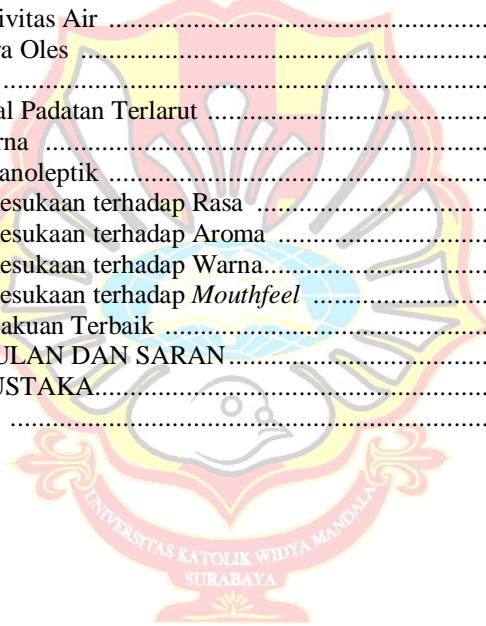 ivitas Air ................................................................
a Oles ................................................................
................................................................
al Padatan Terlarut ................................................
rna ................................................................
anoleptik ................................................................
esukaan terhadap Rasa ................................................
esukaan terhadap Aroma ................................................
esukaan terhadap Warna................................................
esukaan terhadap Mouthfeel ........................................
akuan Terbaik ................................................
ULAN DAN SARAN................................................
USTAKA................................................................
................................................................
UNIVERSITAS KATOLIK WIDYA MANDALA
SURABAYA